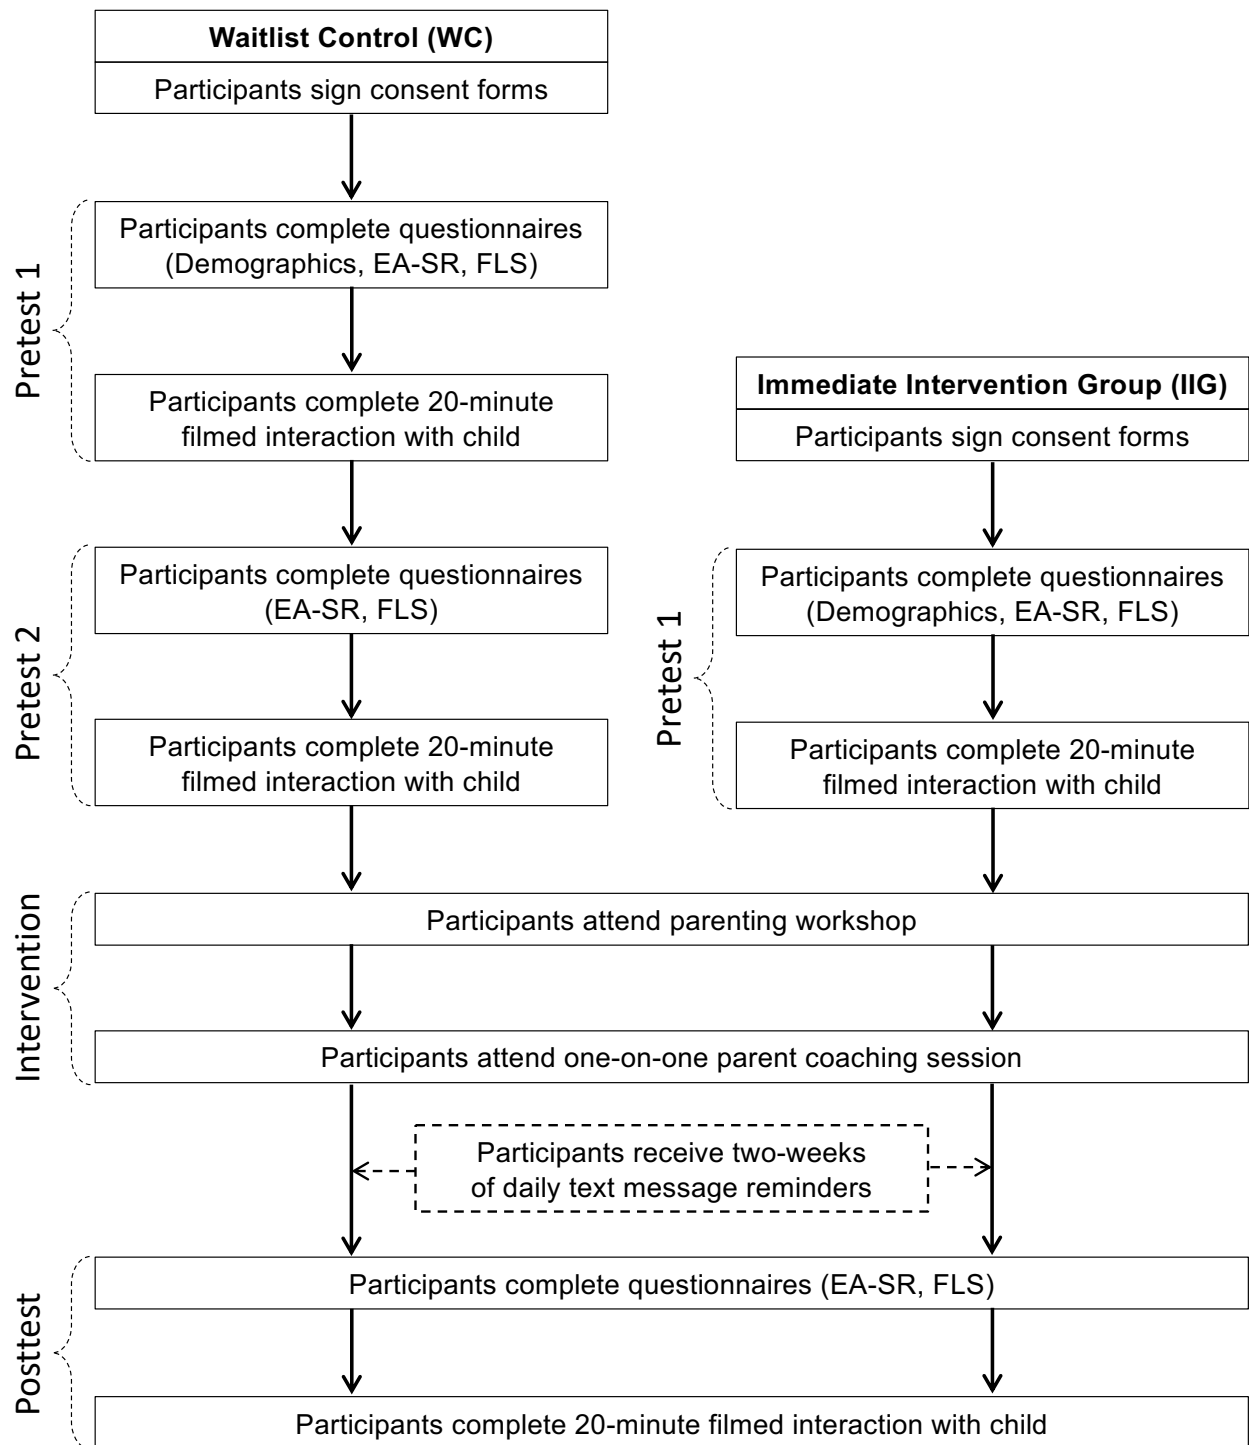 Waitlist Control (WC)
Participants sign consent forms
Pretest 1
Participants complete questionnaires
(Demographics, EA-SR, FLS)
Participants complete 20-minute
filmed interaction with child
Immediate Intervention Group (IIG)
Participants sign consent forms
Pretest 2
Participants complete questionnaires
(EA-SR, FLS)
Participants complete 20-minute
filmed interaction with child
Pretest 1
Participants complete questionnaires
(Demographics, EA-SR, FLS)
Participants complete 20-minute
filmed interaction with child
Intervention
Participants attend parenting workshop
Participants attend one-on-one parent coaching session
Participants receive two-weeks
of daily text message reminders
Posttest
Participants complete questionnaires (EA-SR, FLS)
Participants complete 20-minute filmed interaction with child